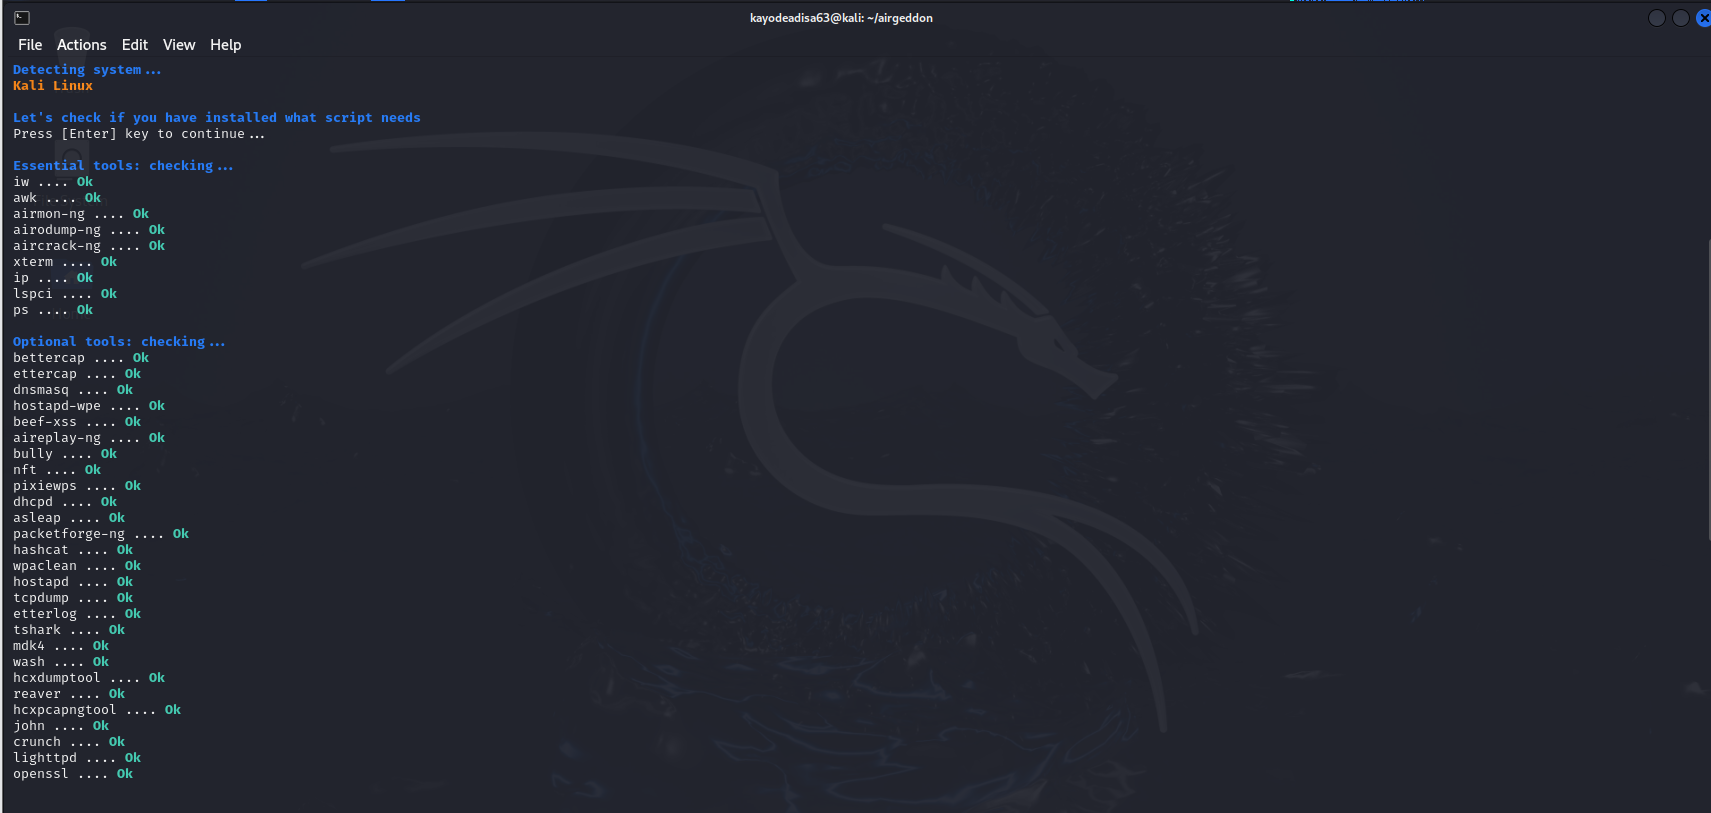 kayodeadisa63@kali: ~/airgeddon
File Actions Edit View Help
Detecting system...
Kali Linux
Let's check if you have installed what script needs
Press [Enter] key to continue...
Essential tools: checking...
iw .... Ok
awk .... Ok
airmon-ng .... Ok
airodump-ng .... Ok
aircrack-ng .... Ok
xterm .... Ok
ip .... Ok
lspci .... Ok
ps .... Ok
Optional tools: checking...
bettercap .... Ok
ettercap .... Ok
dnsmasq .... Ok
hostapd-wpe .... Ok
beef-xss .... Ok
aireplay-ng .... Ok
bully .... Ok
nft .... Ok
pixiewps .... Ok
dhcpd .... Ok
asleap .... Ok
packetforge-ng .... Ok
hashcat .... Ok
wpaclean .... Ok
hostapd .... Ok
tcpdump .... Ok
etterlog .... Ok
tshark .... Ok
mdk4 .... Ok
wash .... Ok
hcxdumptool .... Ok
reaver .... Ok
hcxpcapngtool .... Ok
john .... Ok
crunch .... Ok
lighttpd .... Ok
openssl .... Ok